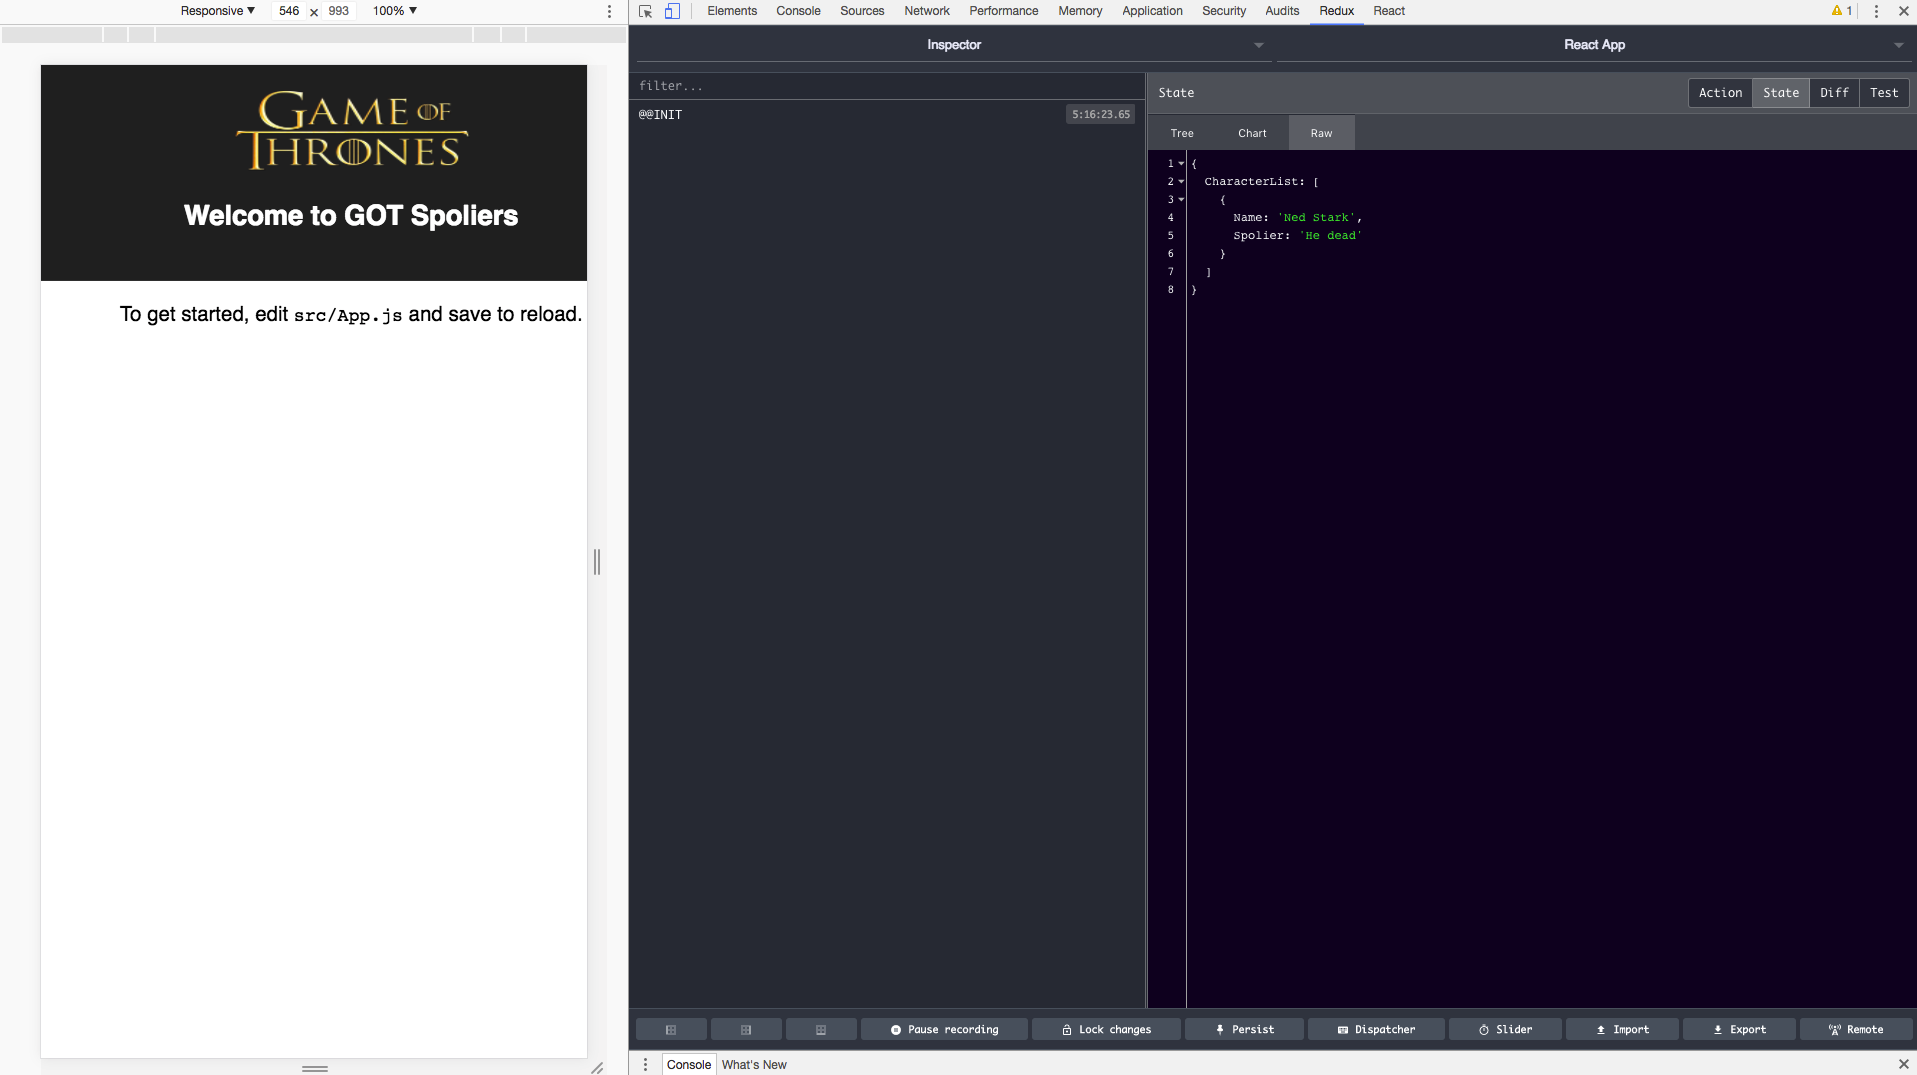 Responsive ▼ 546 × 993 100% ▼
GAME OF
THRONES
Welcome to GOT Spoliers
To get started, edit src/App.js and save to reload.
Elements Console Sources Network Performance Memory Application Security Audits Redux React 1
Inspector React App
filter...
@@INIT 5:16:23.65
State Action State Diff Test
Tree Chart Raw
1 {
2 CharacterList: [
3 {
4 Name: 'Ned Stark',
5 Spolier: 'He dead'
6 }
7 ]
8 }
Pause recording Lock changes Persist Dispatcher Slider Import Export Remote
Console What's New